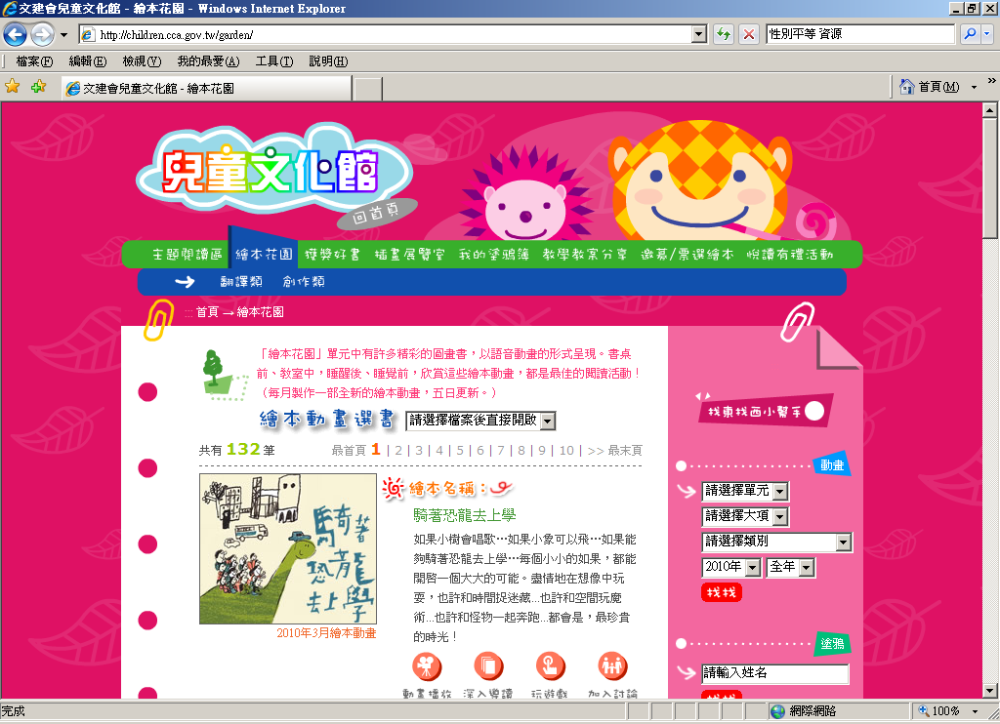 文建會兒童文化館 - 繪本花園 - Windows Internet Explorer
http://children.cca.gov.tw/garden/
性別平等 資源
檔案(F) 編輯(E) 檢視(V) 我的最愛(A) 工具(T) 說明(H)
文建會兒童文化館 - 繪本花園
首頁(M)
兒童文化館
回首頁
主題閱讀區 繪本花園 獲獎好書 插畫展覽室 我的塗鴉簿 教學教案分享 邀募/票選繪本 悅讀有禮活動
翻譯類 創作類
::: 首頁 → 繪本花園
「繪本花園」單元中有許多精彩的圖畫書，以語音動畫的形式呈現。書桌
前、教室中，睡醒後、睡覺前，欣賞這些繪本動畫，都是最佳的閱讀活動！
（每月製作一部全新的繪本動畫，五日更新。）
繪本動畫選書 請選擇檔案後直接開啟
共有 132 筆
最首頁 1 | 2 | 3 | 4 | 5 | 6 | 7 | 8 | 9 | 10 | >> 最末頁
騎著恐龍去上學
2010年3月繪本動畫
繪本名稱：
騎著恐龍去上學
如果小樹會唱歌…如果小象可以飛…如果能
夠騎著恐龍去上學…每個小小的如果，都能
開啓一個大大的可能。盡情地在想像中玩
耍，也許和時間捉迷藏...也許和空間玩魔
術...也許和怪物一起奔跑...都會是，最珍貴
的時光！
動畫播放 深入導讀 玩遊戲 加入討論
找東找西小幫手
動畫
請選擇單元
請選擇大項
請選擇類別
2010年 全年
找找
塗鴉
請輸入姓名
找找
完成
網際網路
100%